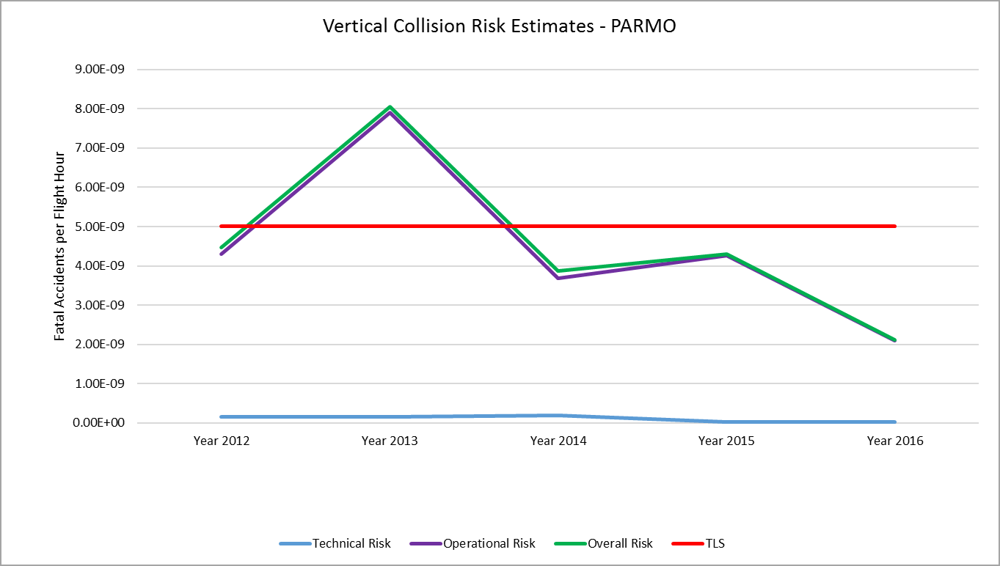 Vertical Collision Risk Estimates - PARMO
Fatal Accidents per Flight Hour
9.00E-09
8.00E-09
7.00E-09
6.00E-09
5.00E-09
4.00E-09
3.00E-09
2.00E-09
1.00E-09
0.00E+00
Year 2012 Year 2013 Year 2014 Year 2015 Year 2016
Technical Risk Operational Risk Overall Risk TLS